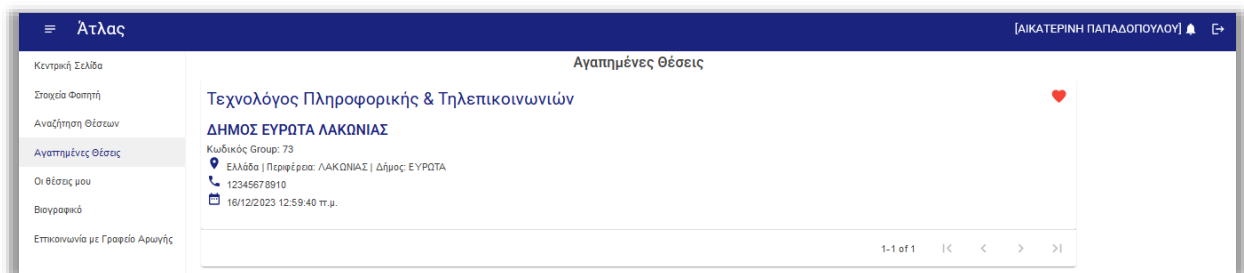 Άτλας
[ΑΙΚΑΤΕΡΙΝΗ ΠΑΠΑΔΟΠΟΥΛΟΥ]
Κεντρική Σελίδα
Στοιχεία Φοιτητή
Αναζήτηση Θέσεων
Αγαπημένες Θέσεις
Οι θέσεις μου
Βιογραφικό
Επικοινωνία με Γραφείο Αρωγής
Αγαπημένες Θέσεις
Τεχνολόγος Πληροφορικής & Τηλεπικοινωνιών
ΔΗΜΟΣ ΕΥΡΩΤΑ ΛΑΚΩΝΙΑΣ
Κωδικός Group: 73
Ελλάδα | Περιφέρεια: ΛΑΚΩΝΙΑΣ | Δήμος: ΕΥΡΩΤΑ
12345678910
16/12/2023 12:59:40 π.μ.
1-1 of 1